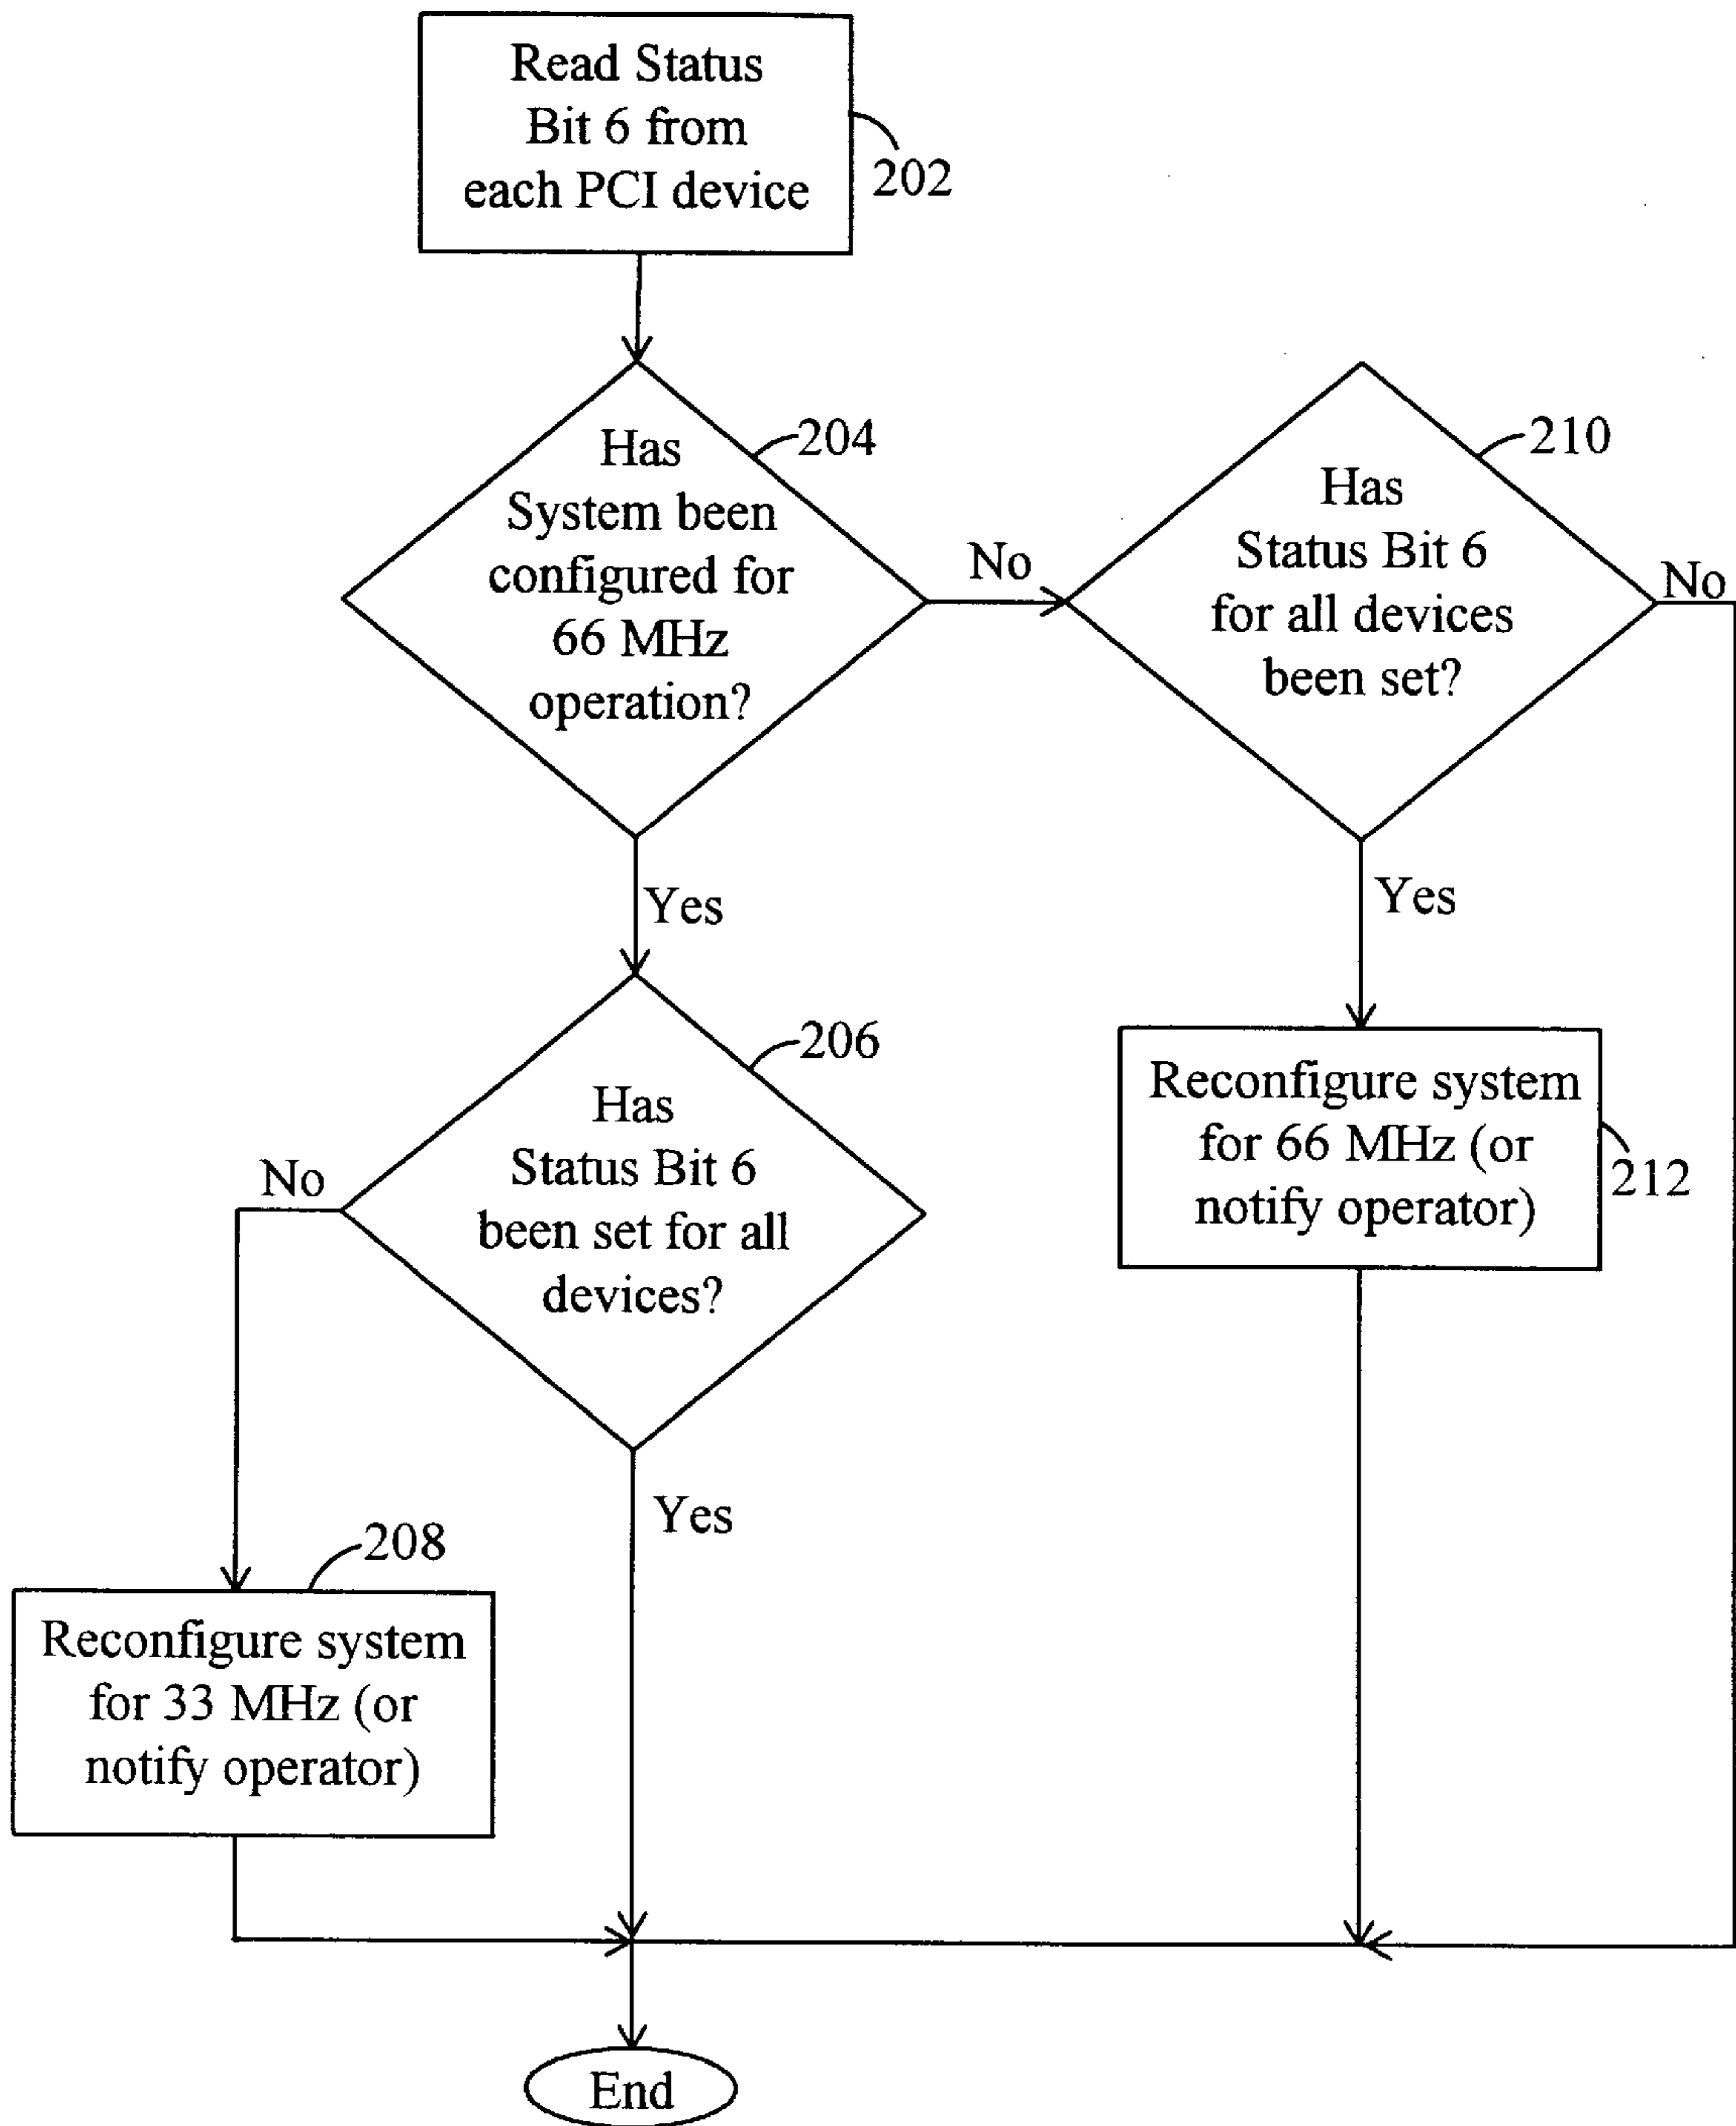 Read Status
Bit 6 from
each PCI device
202
Has
System been
configured for
66 MHz
operation?
204
No
Has
Status Bit 6
for all devices
been set?
210
No
Yes
Yes
Has
Status Bit 6
been set for all
devices?
206
No
Reconfigure system
for 66 MHz (or
notify operator)
212
Yes
208
Reconfigure system
for 33 MHz (or
notify operator)
End